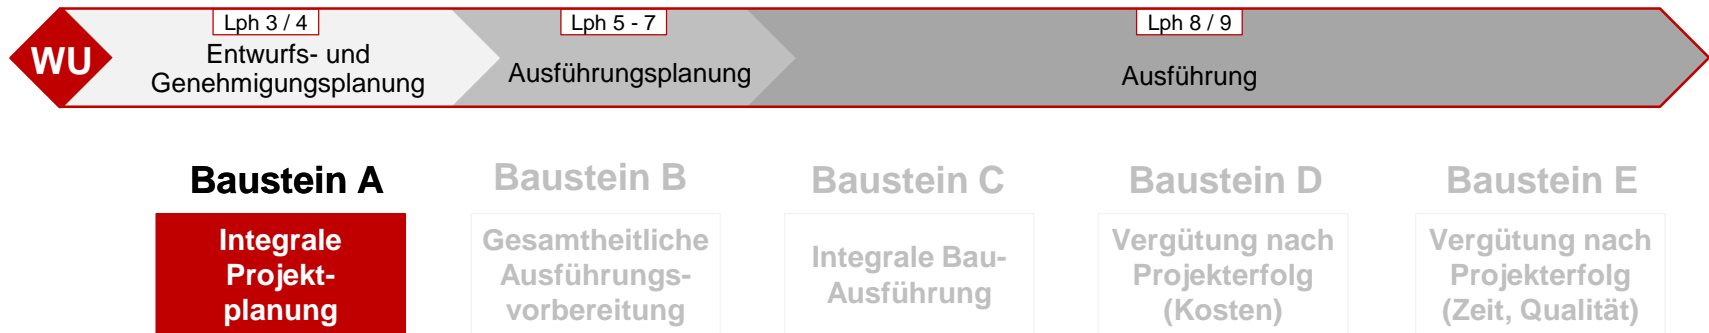 WU
Lph 3 / 4
Entwurfs- und
Genehmigungsplanung
Lph 5 - 7
Ausführungsplanung
Lph 8 / 9
Ausführung
Baustein A
Integrale
Projekt-
planung
Baustein B
Gesamtheitliche
Ausführungs-
vorbereitung
Baustein C
Integrale Bau-
Ausführung
Baustein D
Vergütung nach
Projekterfolg
(Kosten)
Baustein E
Vergütung nach
Projekterfolg
(Zeit, Qualität)